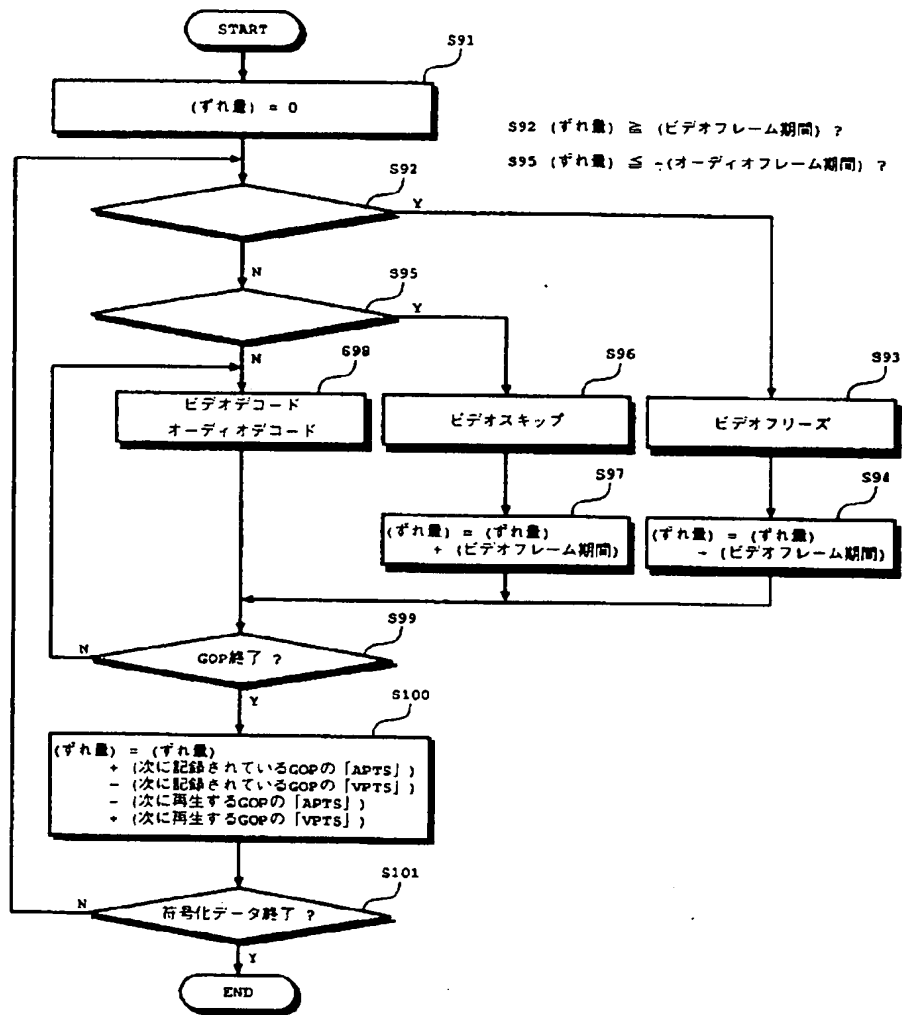 START
S91
(ずれ量) = 0
S92 (ずれ量) ≧ (ビデオフレーム期間) ?
S95 (ずれ量) ≦ -(オーディオフレーム期間) ?
S92
Y
N
S95
Y
N
S98
ビデオデコード
オーディオデコード
S96
ビデオスキップ
S93
ビデオフリーズ
S97
(ずれ量) = (ずれ量)
+ (ビデオフレーム期間)
S94
(ずれ量) = (ずれ量)
- (ビデオフレーム期間)
S99
N
GOP終了 ?
Y
S100
(ずれ量) = (ずれ量)
+ (次に記録されているGOPの「APTS」)
- (次に記録されているGOPの「VPTS」)
- (次に再生するGOPの「APTS」)
+ (次に再生するGOPの「VPTS」)
S101
N
符号化データ終了 ?
Y
END